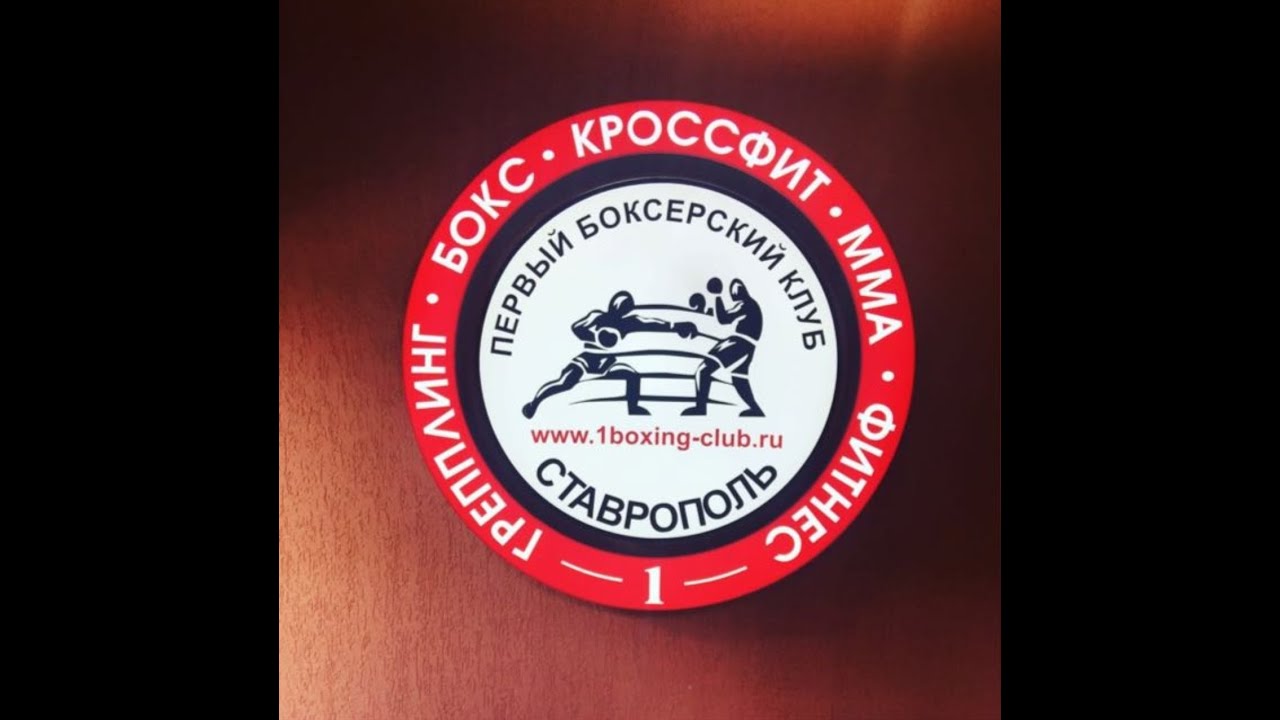 ГРЕППЛИНГ • БОКС • КРОССФИТ • ММА • ФИТНЕС
— 1 —
ПЕРВЫЙ БОКСЕРСКИЙ КЛУБ
www.1boxing-club.ru
СТАВРОПОЛЬ